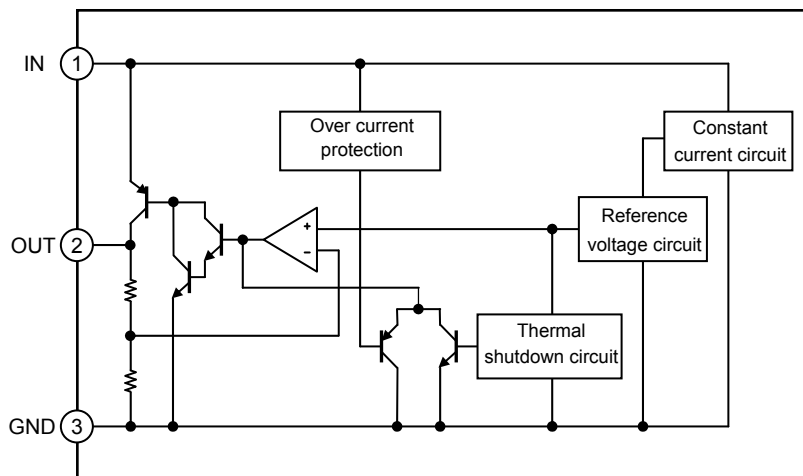 IN
1
Over current
protection
Constant
current circuit
Reference
voltage circuit
OUT
2
+
−
Thermal
shutdown circuit
GND
3